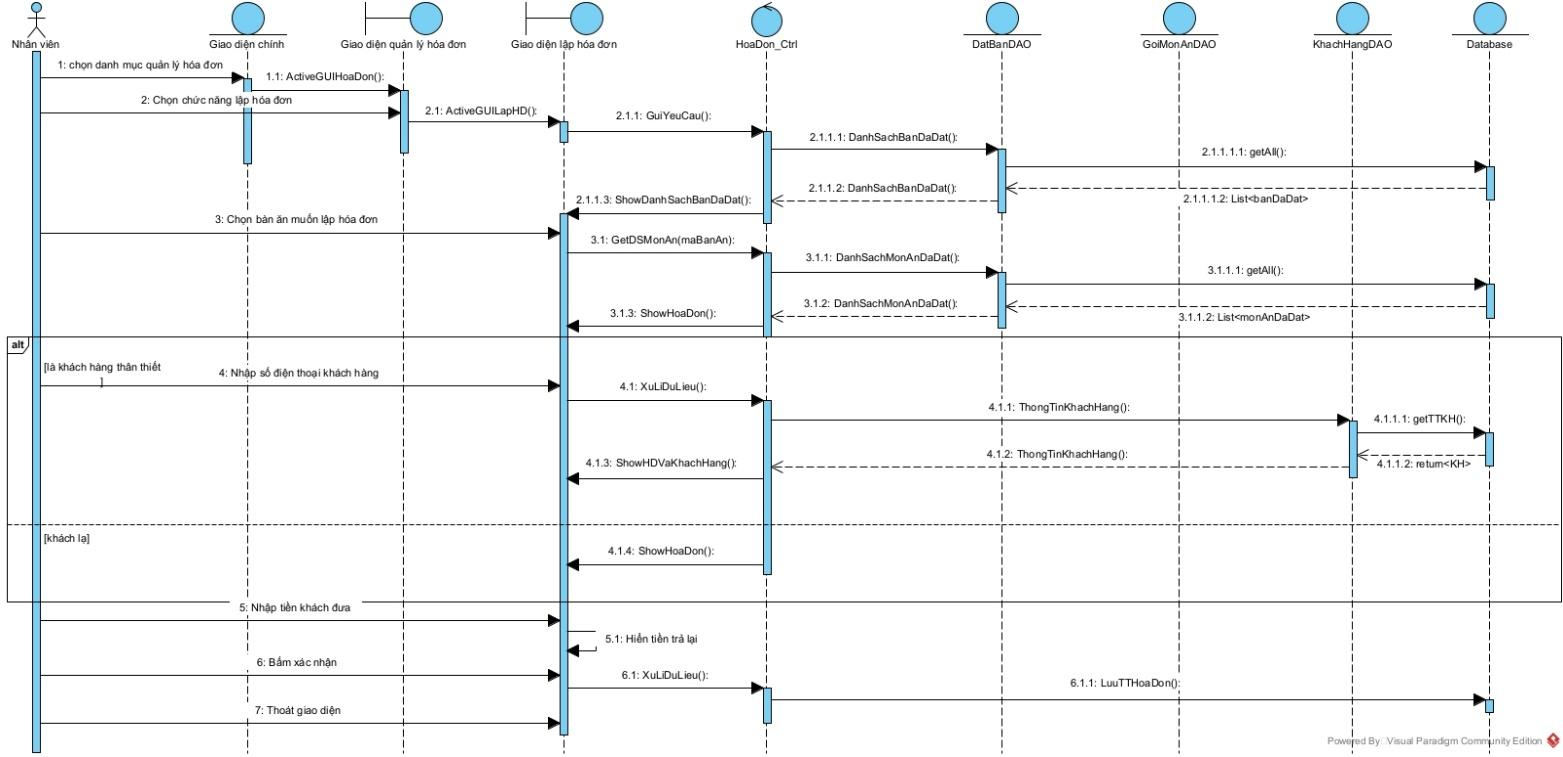 Nhân viên
Giao diện chính
Giao diện quản lý hóa đơn
Giao diện lập hóa đơn
HoaDon_Ctrl
DatBanDAO
GoiMonAnDAO
KhachHangDAO
Database
1: chọn danh mục quản lý hóa đơn
1.1: ActiveGUIHoaDon():
2: Chọn chức năng lập hóa đơn
2.1: ActiveGUILapHD():
2.1.1: GuiYeuCau():
2.1.1.1: DanhSachBanDaDat():
2.1.1.1.1: getAll():
2.1.1.2: DanhSachBanDaDat():
2.1.1.1.2: List<banDaDat>
2.1.1.3: ShowDanhSachBanDaDat():
3: Chọn bàn ăn muốn lập hóa đơn
3.1: GetDSMonAn(maBanAn):
3.1.1: DanhSachMonAnDaDat():
3.1.1.1: getAll():
3.1.2: DanhSachMonAnDaDat():
3.1.1.2: List<monAnDaDat>
3.1.3: ShowHoaDon():
alt
[là khách hàng thân thiết
]
4: Nhập số điện thoại khách hàng
4.1: XuLiDuLieu():
4.1.1: ThongTinKhachHang():
4.1.1.1: getTTKH():
4.1.2: ThongTinKhachHang():
4.1.1.2: return<KH>
4.1.3: ShowHDVaKhachHang():
[khách lạ]
4.1.4: ShowHoaDon():
5: Nhập tiền khách đưa
5.1: Hiển tiền trả lại
6: Bấm xác nhận
6.1: XuLiDuLieu():
6.1.1: LuuTTHoaDon():
7: Thoát giao diện
Powered By Visual Paradigm Community Edition